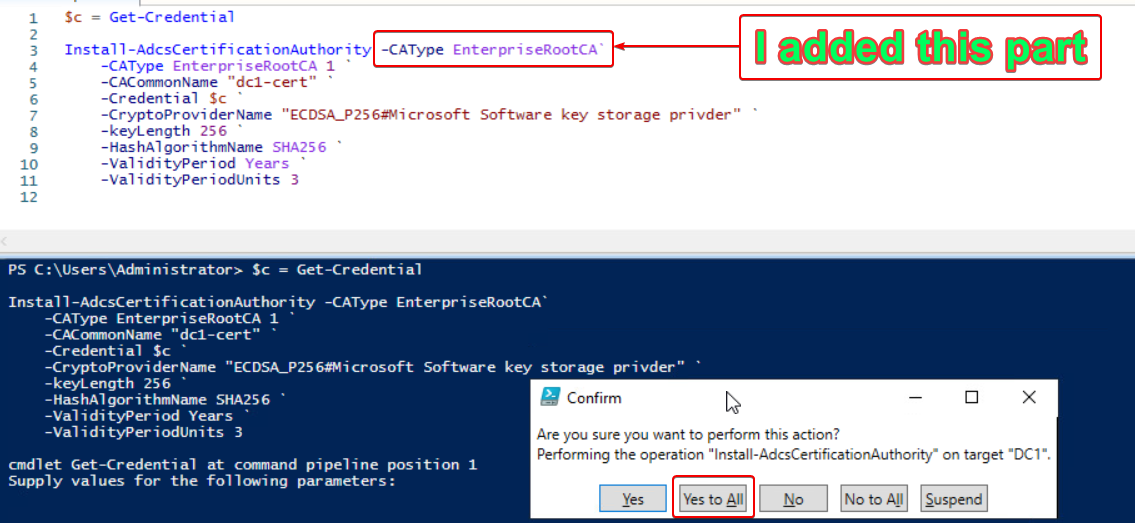 1 $c = Get-Credential
2
3 Install-AdcsCertificationAuthority -CAType EnterpriseRootCA`
I added this part
4 -CAType EnterpriseRootCA 1 `
5 -CACommonName "dc1-cert" `
6 -Credential $c `
7 -CryptoProviderName "ECDSA_P256#Microsoft Software key storage privder" `
8 -keyLength 256 `
9 -HashAlgorithmName SHA256 `
10 -ValidityPeriod Years `
11 -ValidityPeriodUnits 3
12
PS C:\Users\Administrator> $c = Get-Credential
Install-AdcsCertificationAuthority -CAType EnterpriseRootCA`
-CAType EnterpriseRootCA 1 `
-CACommonName "dc1-cert" `
-Credential $c `
-CryptoProviderName "ECDSA_P256#Microsoft Software key storage privder" `
-keyLength 256 `
-HashAlgorithmName SHA256 `
-ValidityPeriod Years `
-ValidityPeriodUnits 3
cmdlet Get-Credential at command pipeline position 1
Supply values for the following parameters:
Confirm
Are you sure you want to perform this action?
Performing the operation "Install-AdcsCertificationAuthority" on target "DC1".
Yes Yes to All No No to All Suspend